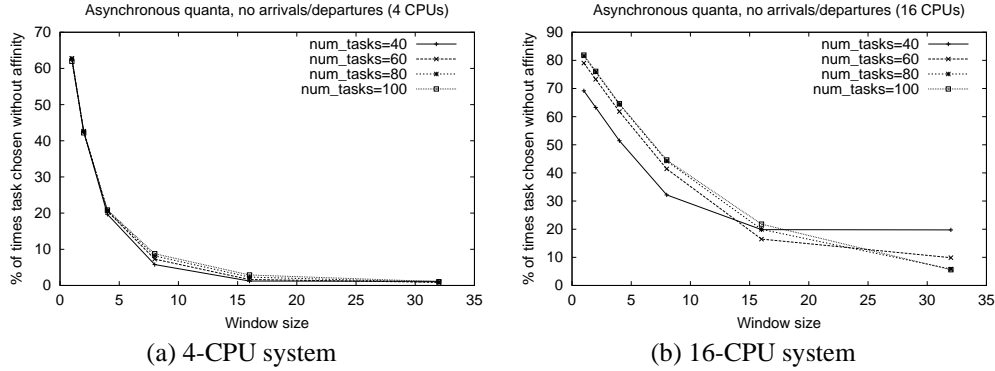 Asynchronous quanta, no arrivals/departures (4 CPUs)
% of times task chosen without affinity
70
60
50
40
30
20
10
0
num_tasks=40
num_tasks=60
num_tasks=80
num_tasks=100
0 5 10 15 20 25 30 35
Window size
(a) 4-CPU system
Asynchronous quanta, no arrivals/departures (16 CPUs)
% of times task chosen without affinity
90
80
70
60
50
40
30
20
10
0
num_tasks=40
num_tasks=60
num_tasks=80
num_tasks=100
0 5 10 15 20 25 30 35
Window size
(b) 16-CPU system